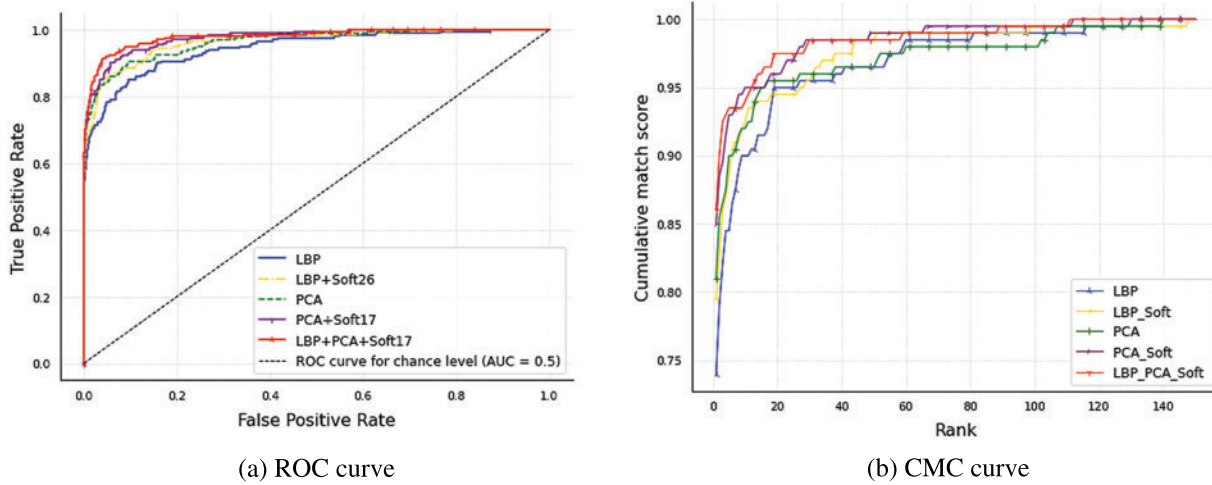 True Positive Rate
1.0
0.8
0.6
0.4
0.2
0.0
LBP
LBP+Soft26
PCA
PCA+Soft17
LBP+PCA+Soft17
ROC curve for chance level (AUC = 0.5)
0.0 0.2 0.4 0.6 0.8 1.0
False Positive Rate
(a) ROC curve
Cumulative match score
1.00
0.95
0.90
0.85
0.80
0.75
LBP
LBP_Soft
PCA
PCA_Soft
LBP_PCA_Soft
0 20 40 60 80 100 120 140
Rank
(b) CMC curve